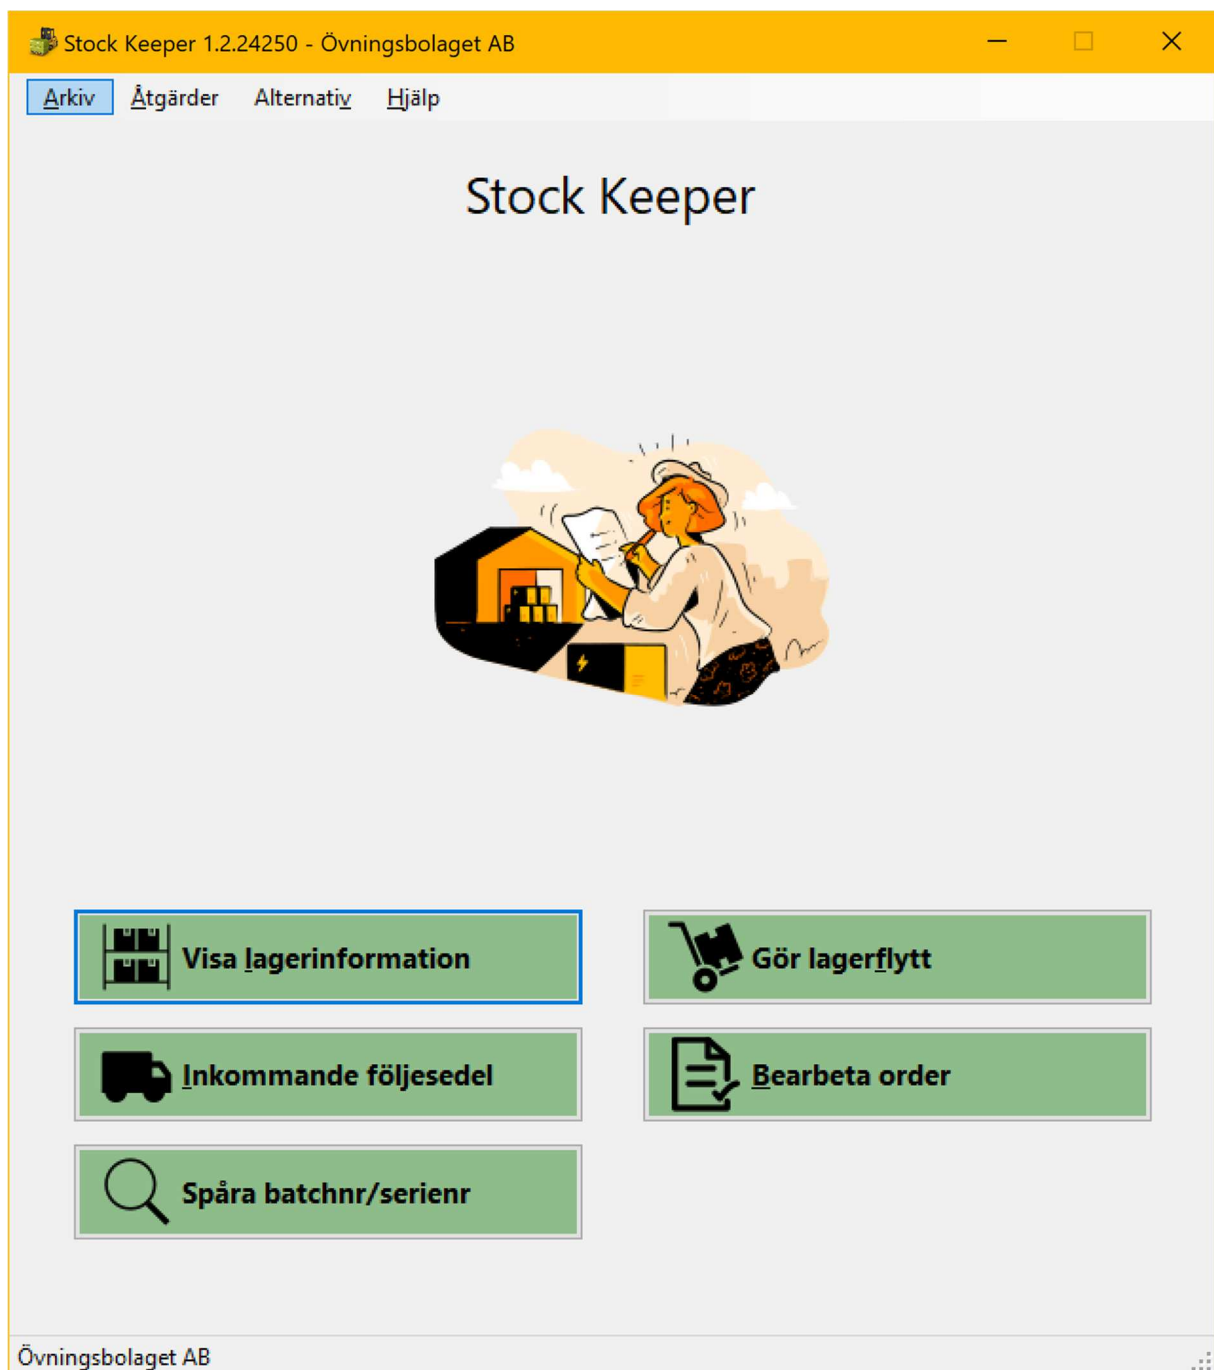 Stock Keeper 1.2.24250 - Övningsbolaget AB
Arkiv Åtgärder Alternativ Hjälp
Stock Keeper
Visa lagerinformation
Gör lagerflytt
Inkommande följesedel
Bearbeta order
Spåra batchnr/serienr
Övningsbolaget AB